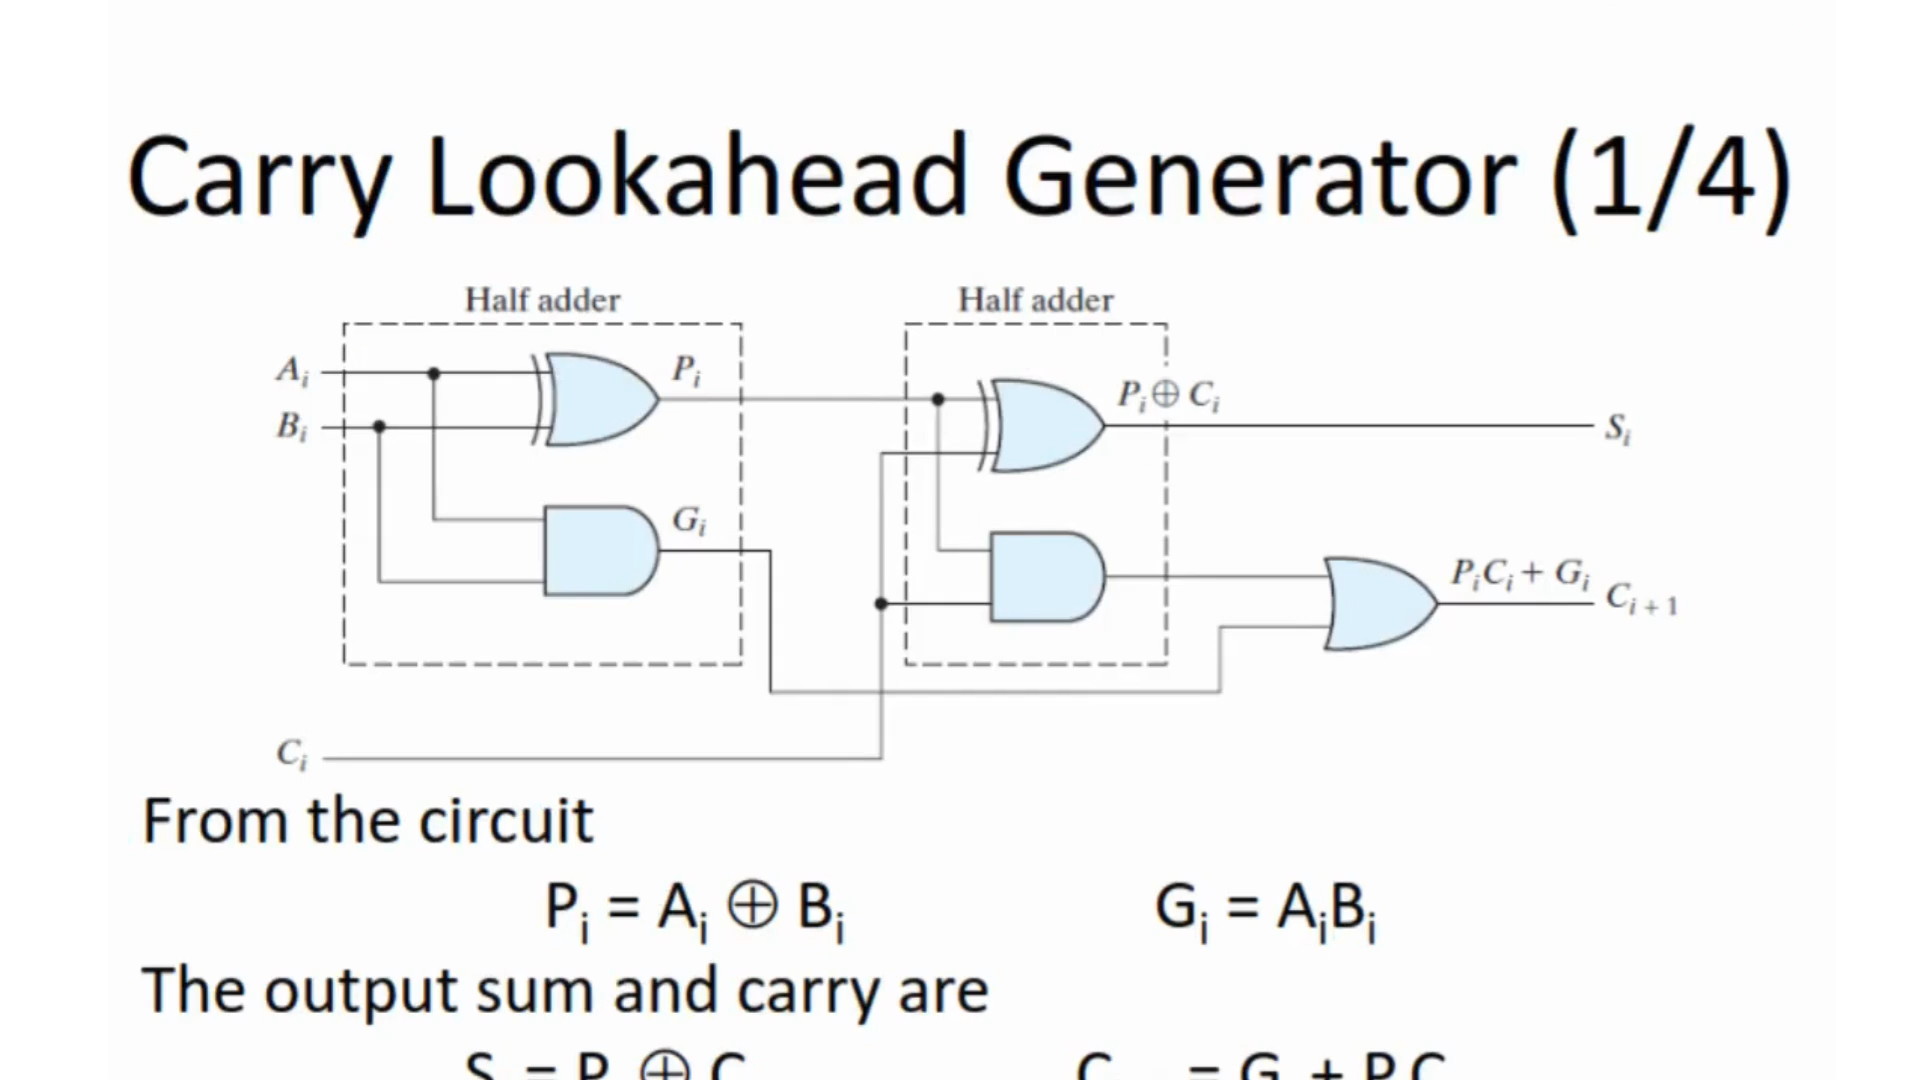 Carry Lookahead Generator (1/4)
Half adder
Half adder
Aᵢ
Pᵢ
Pᵢ ⊕ Cᵢ
Bᵢ
Sᵢ
Gᵢ
PᵢCᵢ + Gᵢ
Cᵢ₊₁
Cᵢ
From the circuit
Pᵢ = Aᵢ ⊕ Bᵢ
Gᵢ = AᵢBᵢ
The output sum and carry are
S = P ⊕ C
C = G + P C